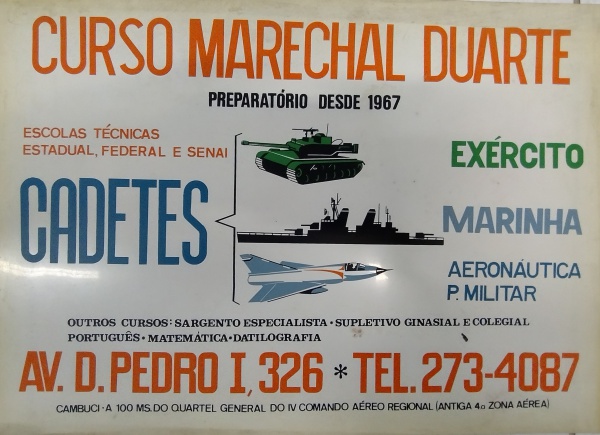 CURSO MARECHAL DUARTE
PREPARATÓRIO DESDE 1967
ESCOLAS TÉCNICAS
ESTADUAL, FEDERAL E SENAI
CADETES
EXÉRCITO
MARINHA
AERONÁUTICA
P. MILITAR
OUTROS CURSOS: SARGENTO ESPECIALISTA · SUPLETIVO GINASIAL E COLEGIAL
PORTUGUÊS · MATEMÁTICA · DATILOGRAFIA
AV. D. PEDRO I, 326 * TEL. 273-4087
CAMBUCI - A 100 MS. DO QUARTEL GENERAL DO IV COMANDO AÉREO REGIONAL (ANTIGA 4º ZONA AÉREA)